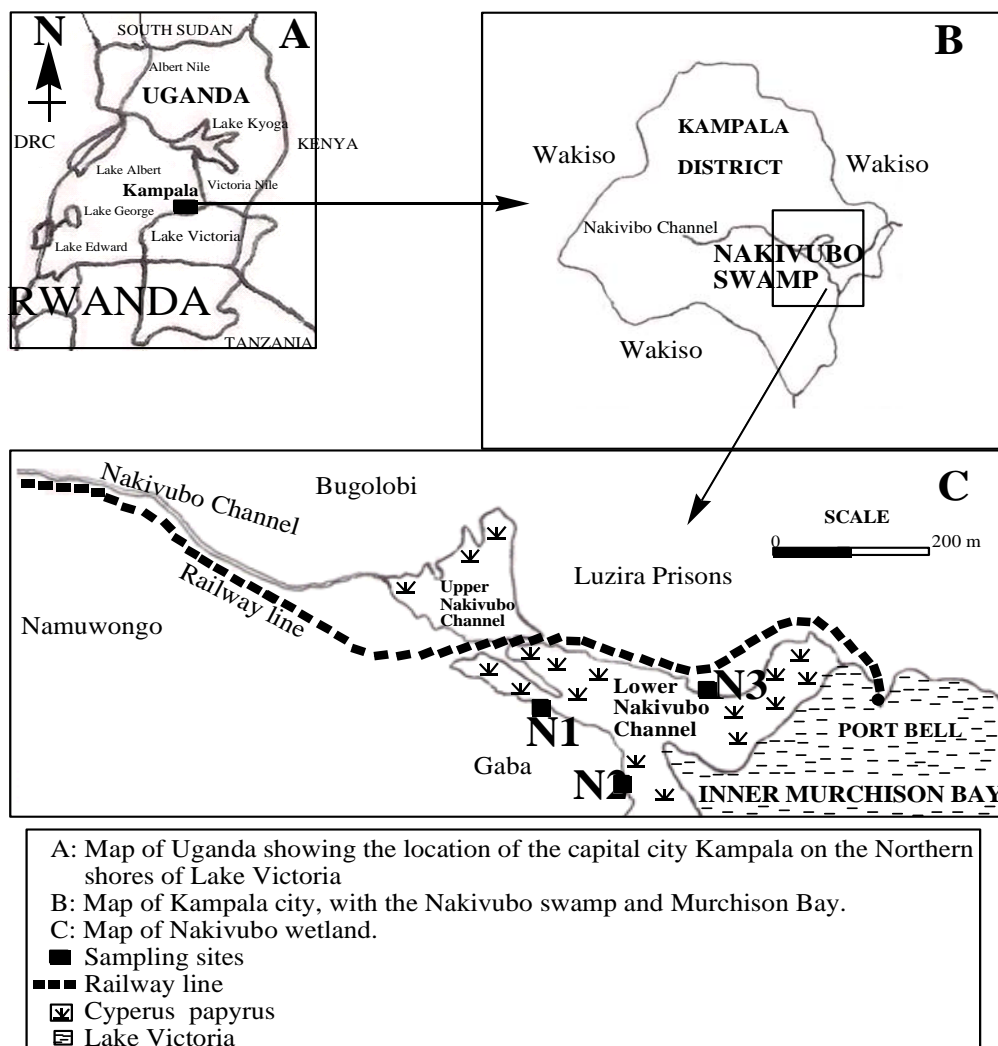 N
SOUTH SUDAN
A
Albert Nile
UGANDA
Lake Kyoga
DRC
KENYA
Lake Albert
Kampala
Victoria Nile
Lake George
Lake Victoria
Lake Edward
RWANDA
TANZANIA
B
KAMPALA
DISTRICT
Wakiso
Wakiso
Nakivibo Channel
NAKIVUBO
SWAMP
Wakiso
C
Nakivubo Channel
Bugolobi
SCALE
0
200 m
Railway line
Upper
Nakivubo
Channel
Luzira Prisons
Namuwongo
Lower
Nakivubo
Channel
N3
N1
PORT BELL
Gaba
N2
INNER MURCHISON BAY
A: Map of Uganda showing the location of the capital city Kampala on the Northern
shores of Lake Victoria
B: Map of Kampala city, with the Nakivubo swamp and Murchison Bay.
C: Map of Nakivubo wetland.
Sampling sites
Railway line
Cyperus papyrus
Lake Victoria